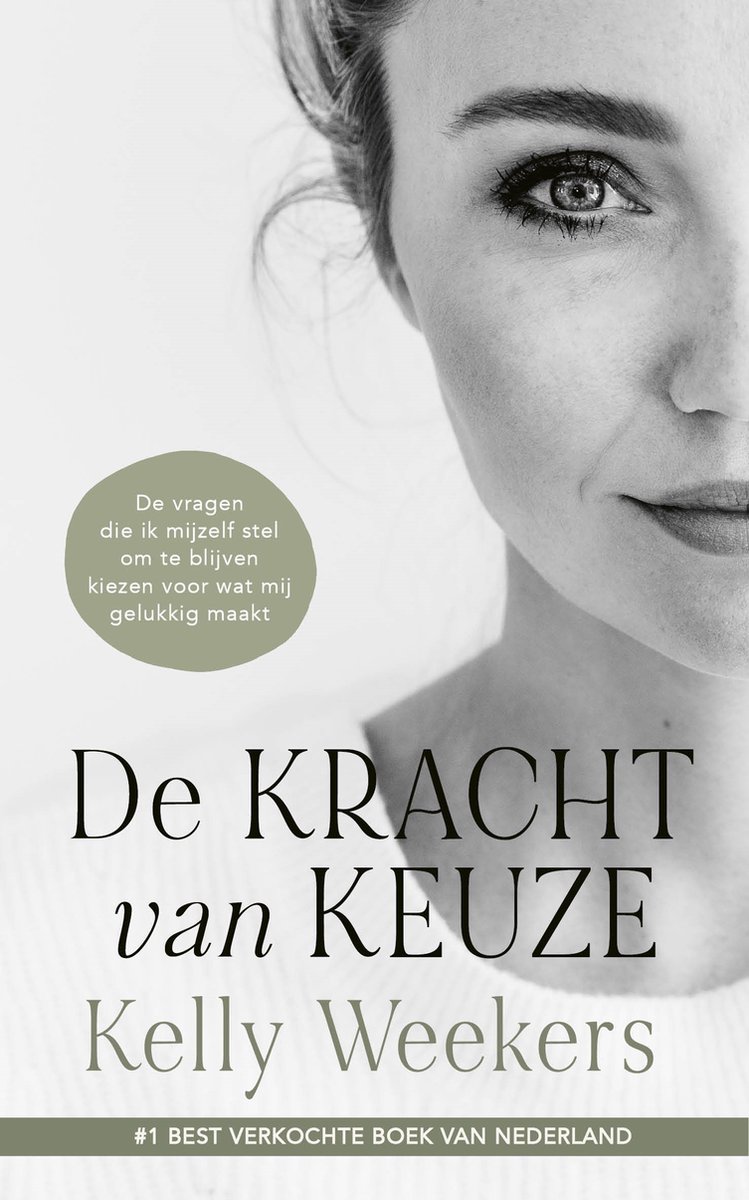 De vragen
die ik mijzelf stel
om te blijven
kiezen voor wat mij
gelukkig maakt
De KRACHT
van KEUZE
Kelly Weekers
#1 BEST VERKOCHTE BOEK VAN NEDERLAND